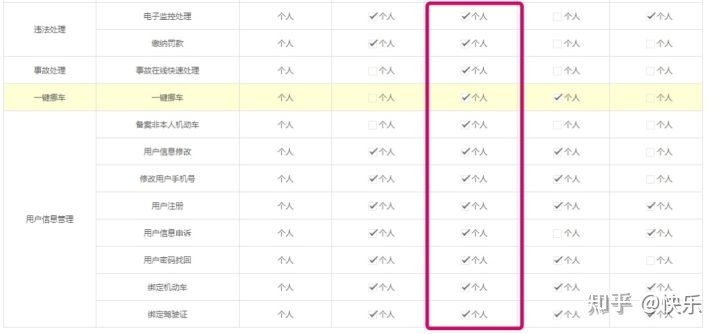 违法处理 电子监控处理 个人 个人 个人 个人 个人
缴纳罚款 个人 个人 个人 个人 个人
事故处理 事故在线快速处理 个人 个人 个人 个人 个人
一键挪车 一键挪车 个人 个人 个人 个人 个人
用户信息管理 备案非本人机动车 个人 个人 个人 个人 个人
用户信息修改 个人 个人 个人 个人 个人
修改用户手机号 个人 个人 个人 个人 个人
用户注册 个人 个人 个人 个人 个人
用户信息申诉 个人 个人 个人 个人 个人
用户密码找回 个人 个人 个人 个人 个人
绑定机动车 个人 个人 个人 个人 个人
绑定驾驶证 个人 个人 个人 个人 个人
知乎 @快乐